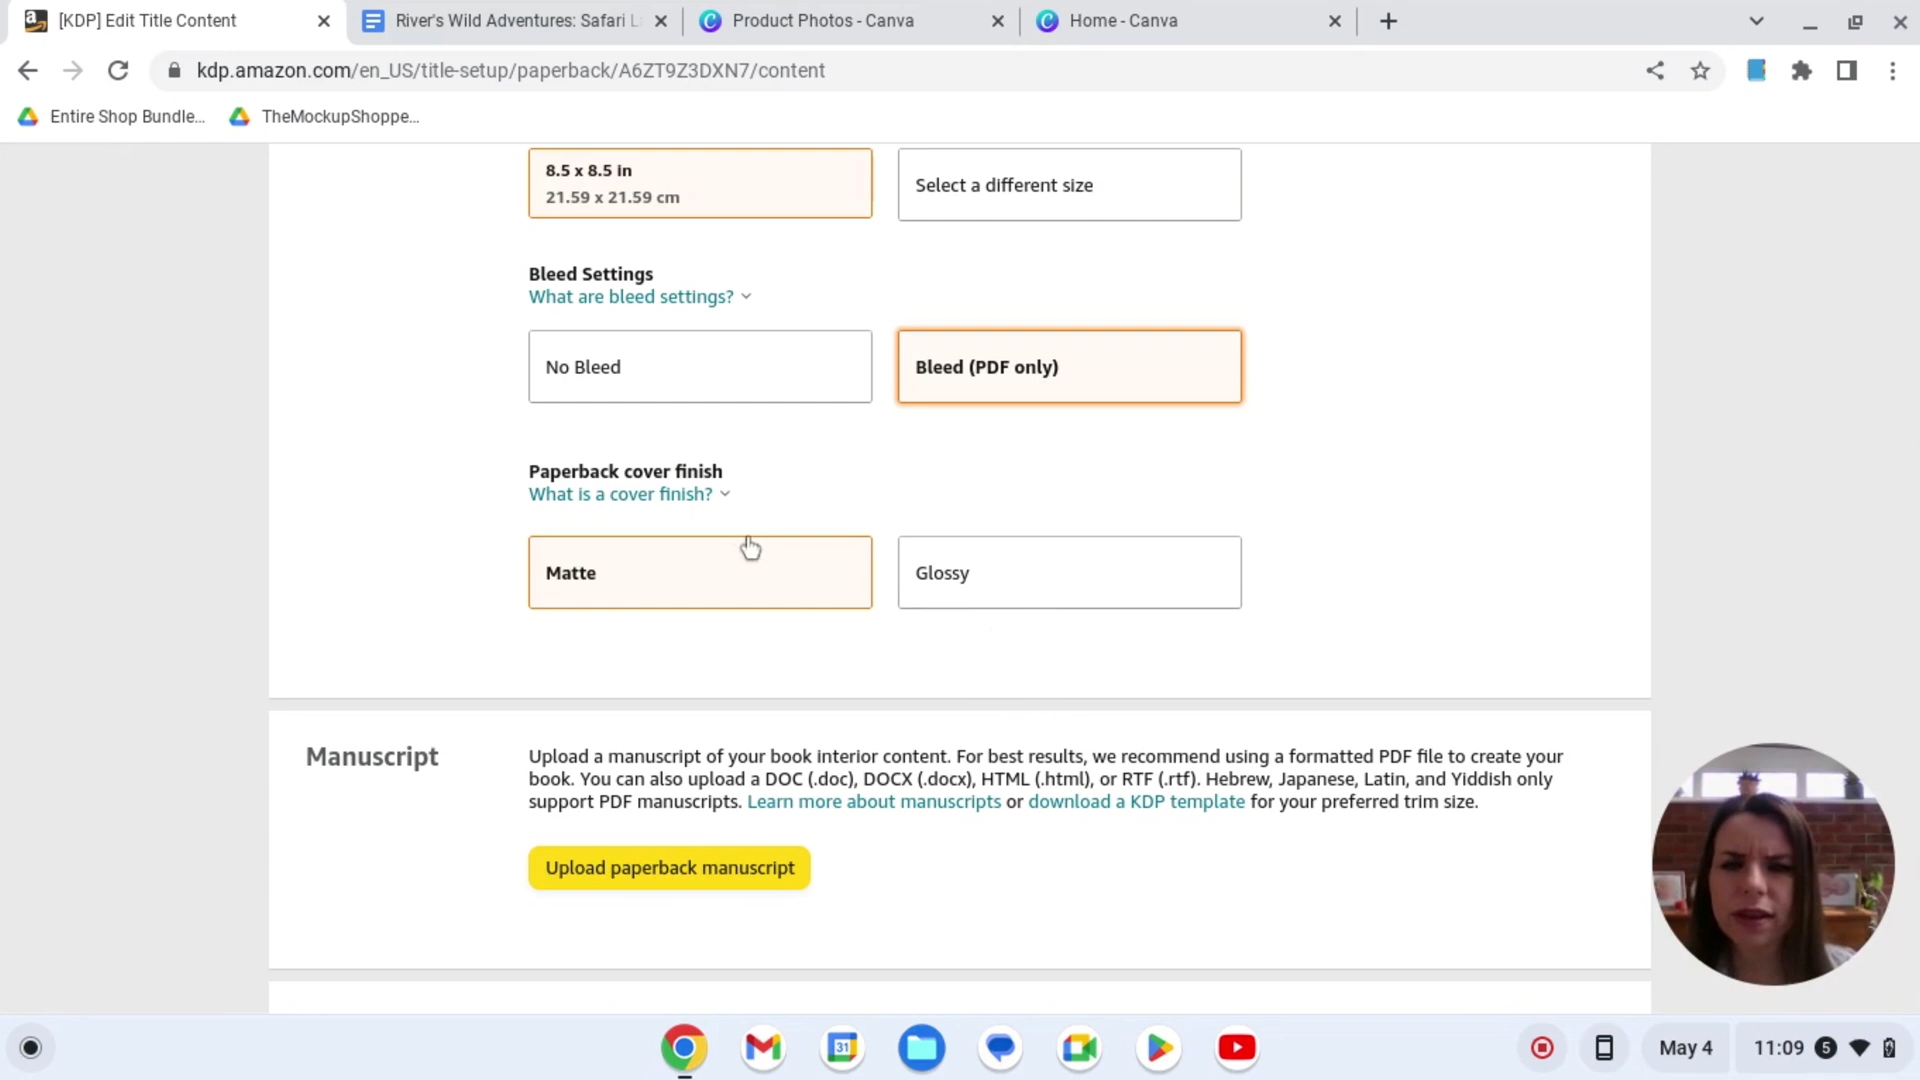 [KDP] Edit Title Content
River's Wild Adventures: Safari L
Product Photos - Canva
Home - Canva
kdp.amazon.com/en_US/title-setup/paperback/A6ZT9Z3DXN7/content
Entire Shop Bundle...
TheMockupShoppe...
8.5 x 8.5 in
21.59 x 21.59 cm
Select a different size
Bleed Settings
What are bleed settings?
No Bleed
Bleed (PDF only)
Paperback cover finish
What is a cover finish?
Matte
Glossy
Manuscript
Upload a manuscript of your book interior content. For best results, we recommend using a formatted PDF file to create your
book. You can also upload a DOC (.doc), DOCX (.docx), HTML (.html), or RTF (.rtf). Hebrew, Japanese, Latin, and Yiddish only
support PDF manuscripts. Learn more about manuscripts or download a KDP template for your preferred trim size.
Upload paperback manuscript
31
May 4
11:09
5